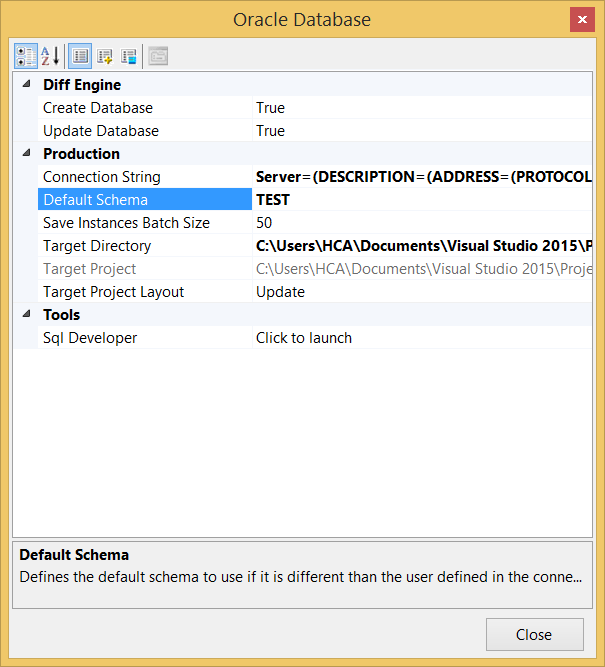 Oracle Database
Diff Engine
Create Database True
Update Database True
Production
Connection String Server=(DESCRIPTION=(ADDRESS=(PROTOCOL
Default Schema TEST
Save Instances Batch Size 50
Target Directory C:\Users\HCA\Documents\Visual Studio 2015\P
Target Project C:\Users\HCA\Documents\Visual Studio 2015\Proje
Target Project Layout Update
Tools
Sql Developer Click to launch
Default Schema
Defines the default schema to use if it is different than the user defined in the conne...
Close